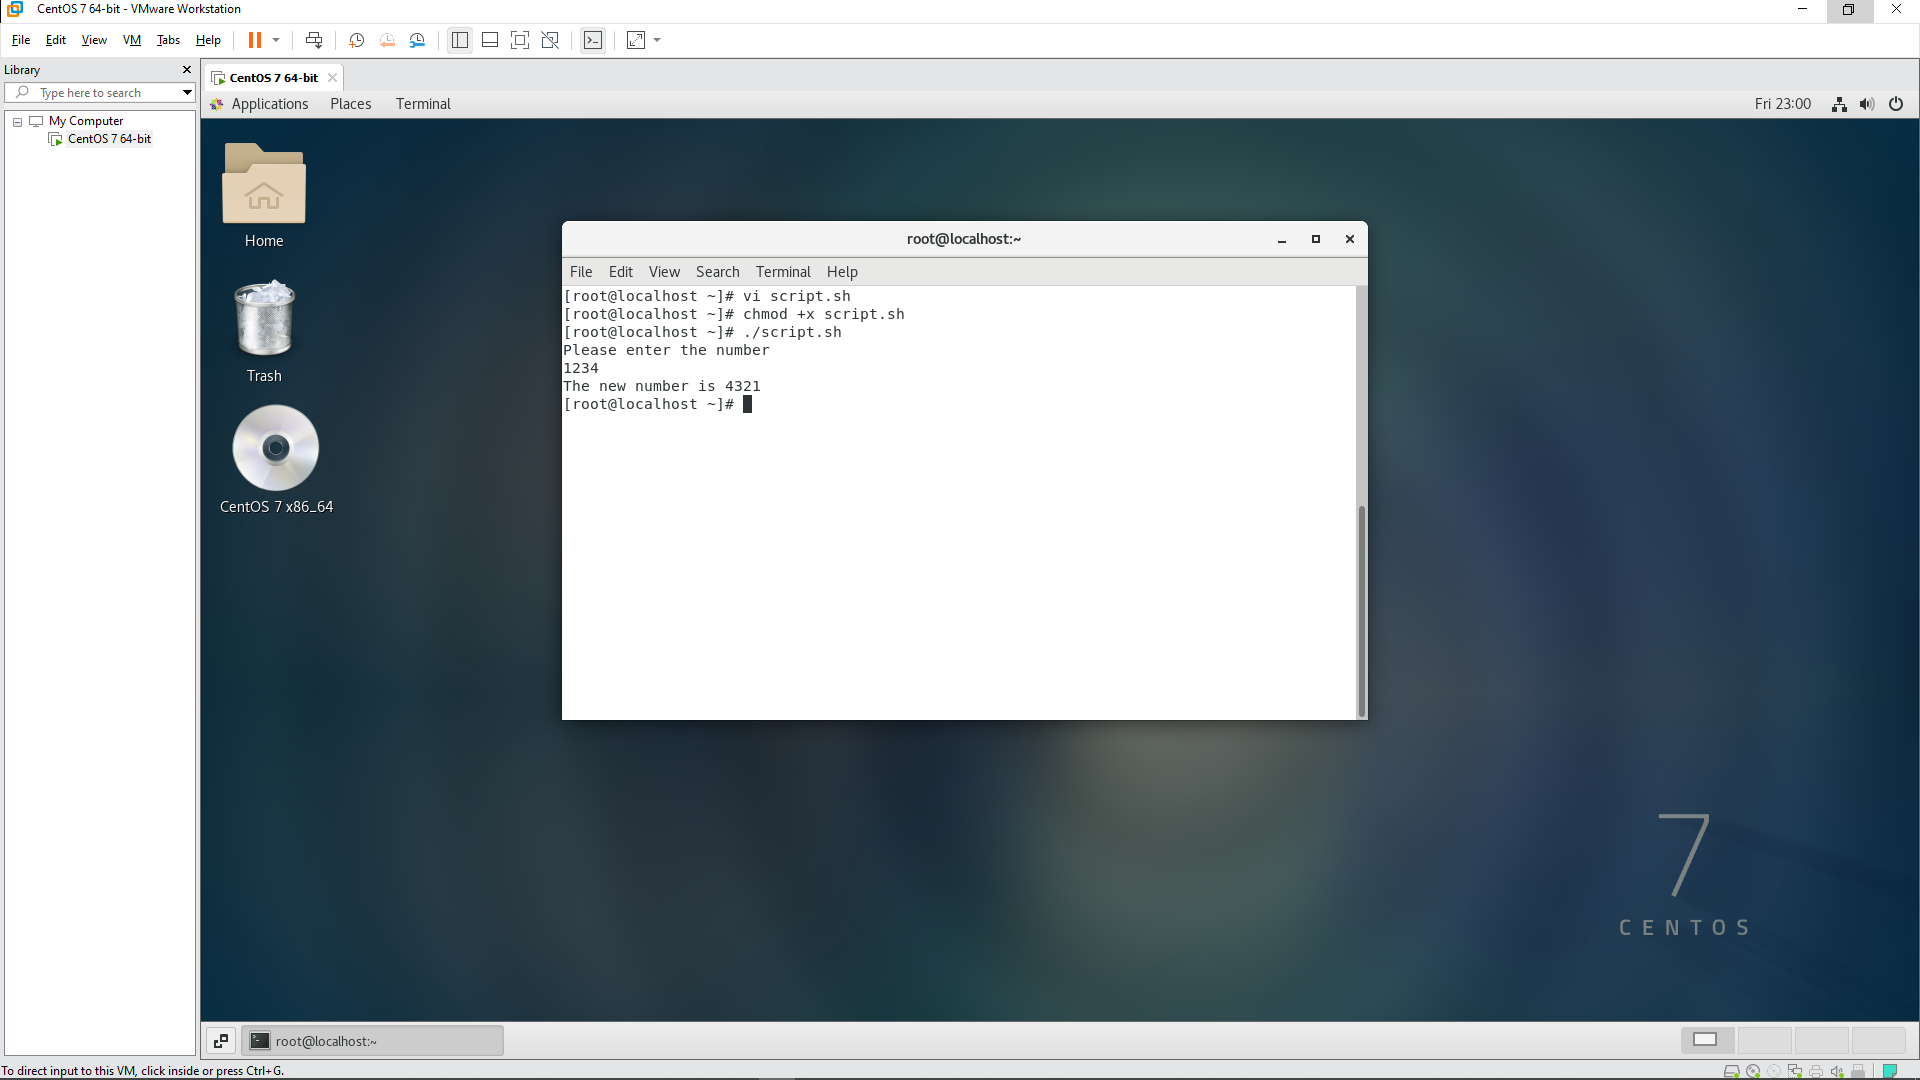 CentOS 7 64-bit - VMware Workstation
File Edit View VM Tabs Help
Library
Type here to search
My Computer
CentOS 7 64-bit
CentOS 7 64-bit
Applications Places Terminal Fri 23:00
Home
Trash
CentOS 7 x86_64
root@localhost:~
File Edit View Search Terminal Help
[root@localhost ~]# vi script.sh
[root@localhost ~]# chmod +x script.sh
[root@localhost ~]# ./script.sh
Please enter the number
1234
The new number is 4321
[root@localhost ~]#
7
CENTOS
root@localhost:~
To direct input to this VM, click inside or press Ctrl+G.